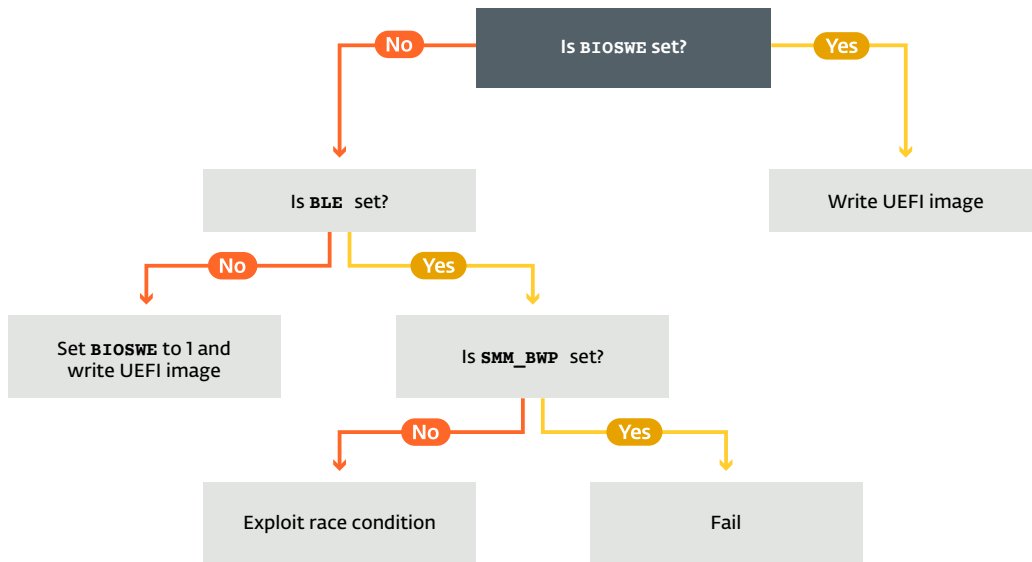 Is BIOSWE set?
No
Yes
Is BLE set?
Write UEFI image
No
Yes
Set BIOSWE to 1 and
write UEFI image
Is SMM_BWP set?
No
Yes
Exploit race condition
Fail